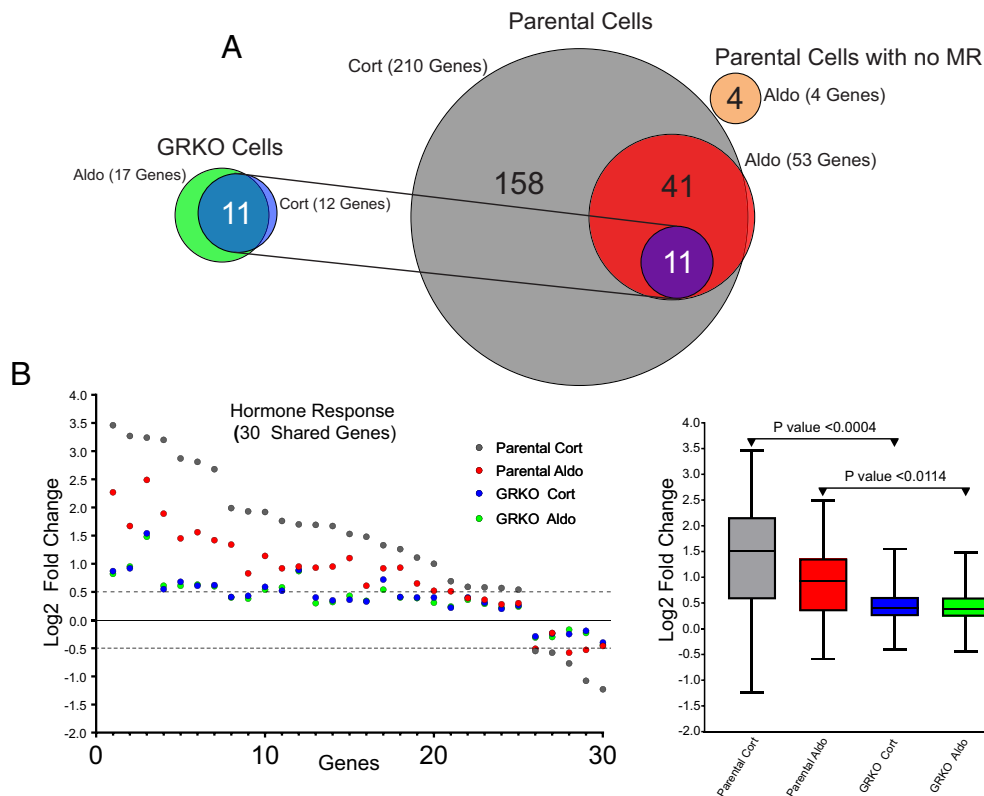 A
Parental Cells
Cort (210 Genes)
Parental Cells with no MR
4
Aldo (4 Genes)
GRKO Cells
Aldo (17 Genes)
11
Cort (12 Genes)
158
41
Aldo (53 Genes)
11
B
Hormone Response
(30 Shared Genes)
Parental Cort
Parental Aldo
GRKO Cort
GRKO Aldo
Log2 Fold Change
4.0
3.5
3.0
2.5
2.0
1.5
1.0
0.5
0.0
-0.5
-1.0
-1.5
-2.0
0
10
20
30
Genes
P value <0.0004
P value <0.0114
Log2 Fold Change
4.0
3.5
3.0
2.5
2.0
1.5
1.0
0.5
0.0
-0.5
-1.0
-1.5
-2.0
Parental Cort
Parental Aldo
GRKO Cort
GRKO Aldo